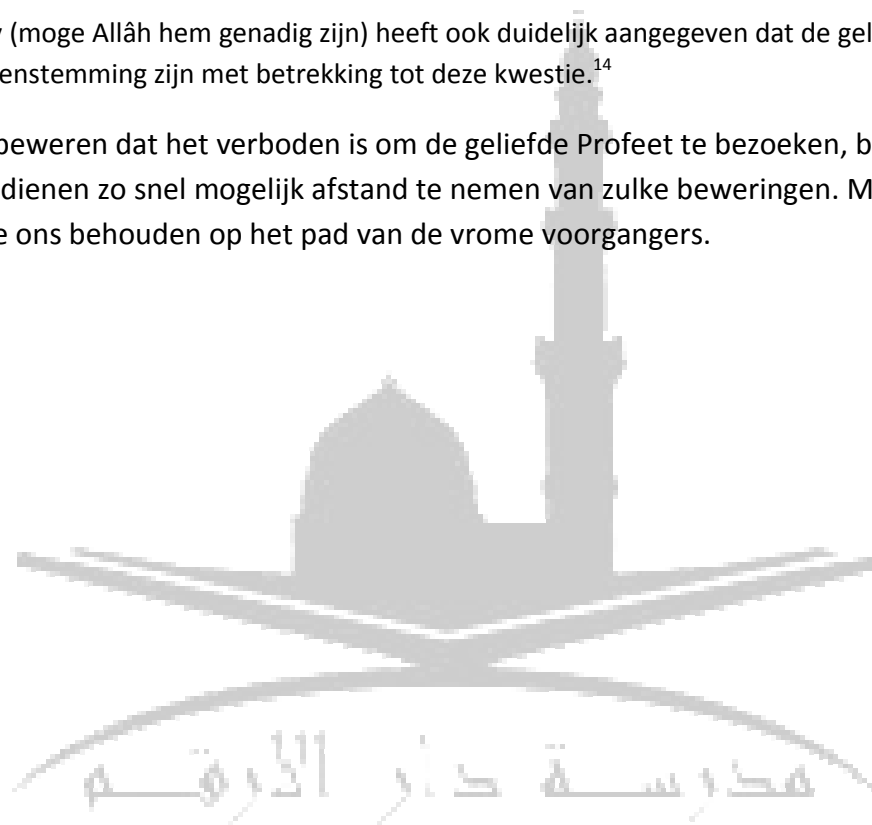 (moge Allâh hem genadig zijn) heeft ook duidelijk aangegeven dat de gel
enstemming zijn met betrekking tot deze kwestie.14
beweren dat het verboden is om de geliefde Profeet te bezoeken, b
dienen zo snel mogelijk afstand te nemen van zulke beweringen. M
e ons behouden op het pad van de vrome voorgangers.
مدرسة دار الأرقم